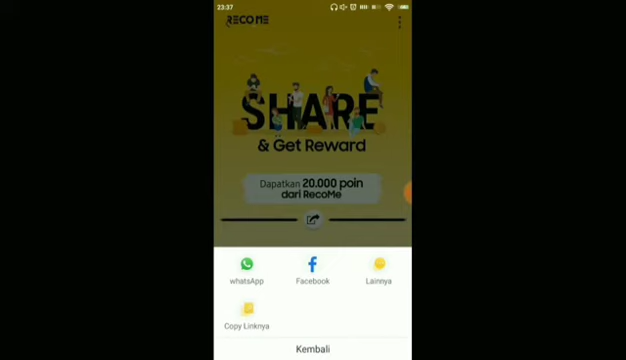 23:37
RECOME
SHARE
& Get Reward
Dapatkan 20.000 poin
dari RecoMe
whatsApp
Facebook
Lainnya
Copy Linknya
Kembali